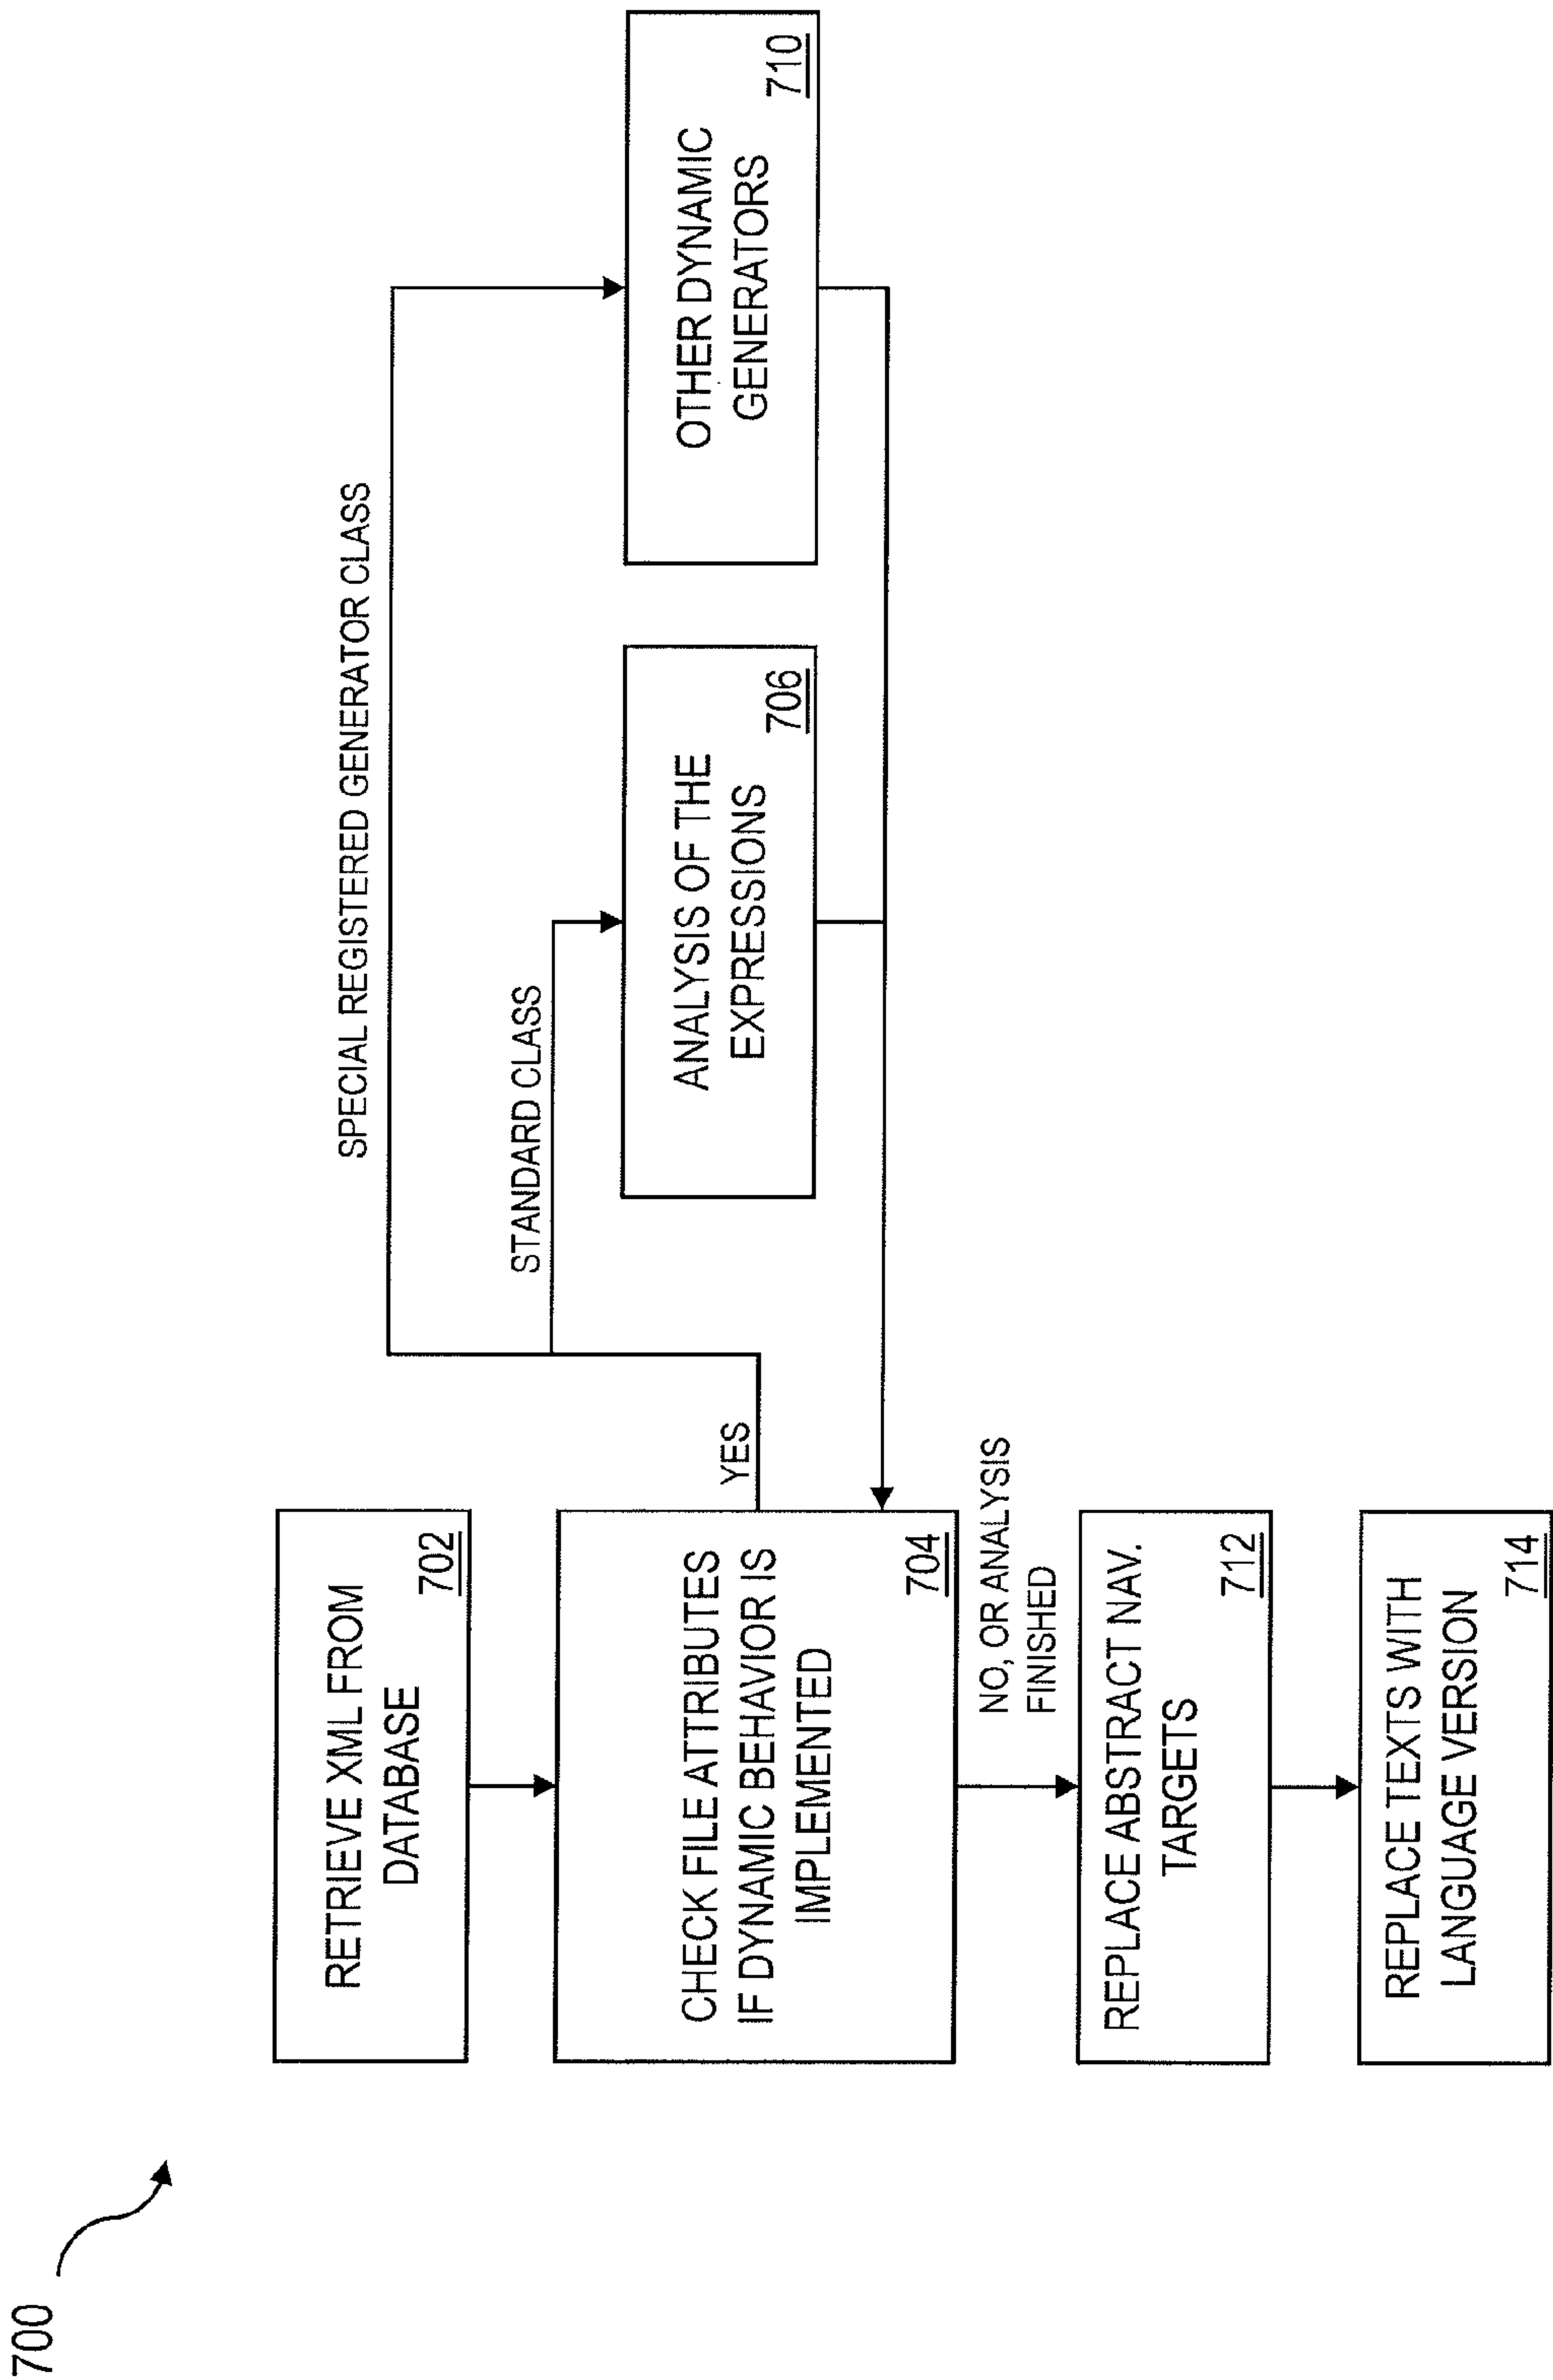 700
RETRIEVE XML FROM
DATABASE
702
CHECK FILE ATTRIBUTES
IF DYNAMIC BEHAVIOR IS
IMPLEMENTED
704
YES
STANDARD CLASS
SPECIAL REGISTERED GENERATOR CLASS
ANALYSIS OF THE
EXPRESSIONS
706
OTHER DYNAMIC
GENERATORS
710
NO, OR ANALYSIS
FINISHED
REPLACE ABSTRACT NAV.
TARGETS
712
REPLACE TEXTS WITH
LANGUAGE VERSION
714